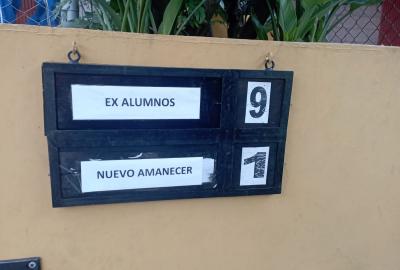 EX ALUMNOS 9
NUEVO AMANECER 1